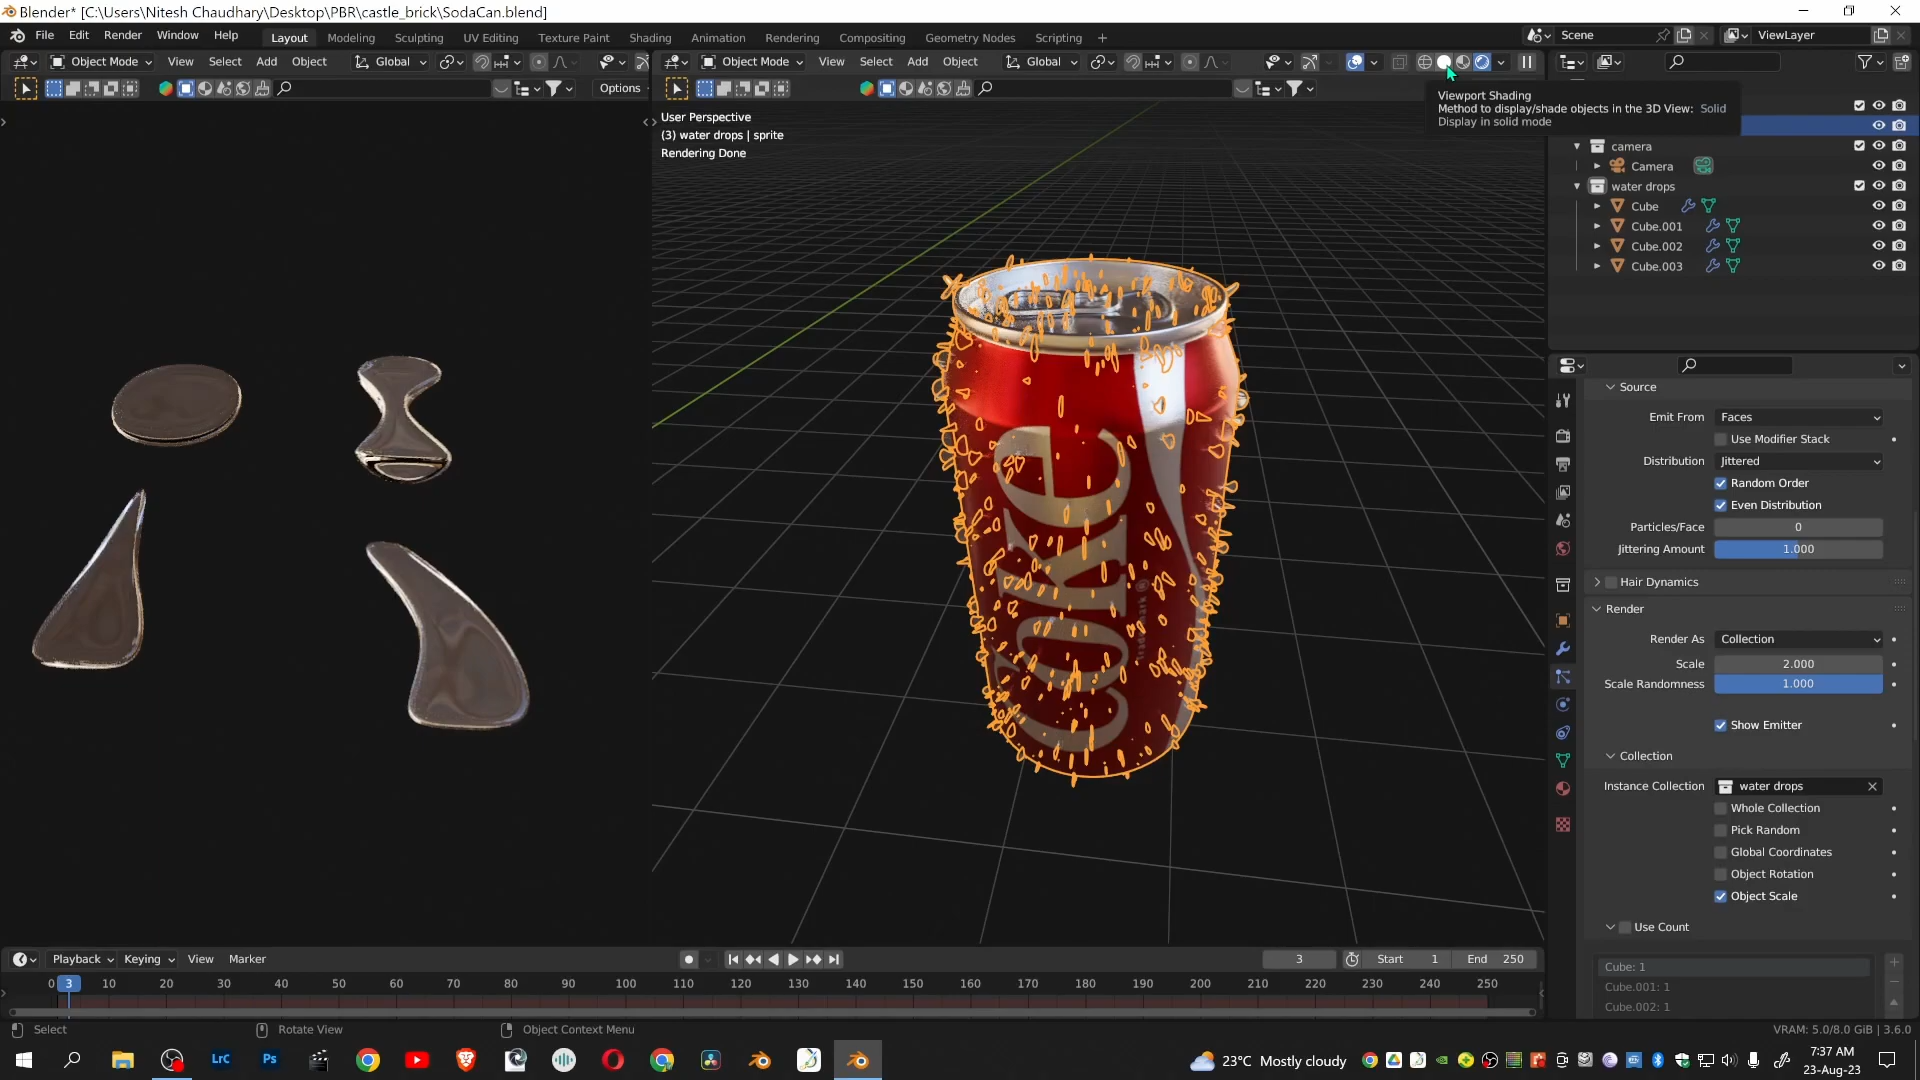 Blender* [C:\Users\Nitesh Chaudhary\Desktop\PBR\castle_brick\SodaCan.blend]
File Edit Render Window Help Layout Modeling Sculpting UV Editing Texture Paint Shading Animation Rendering Compositing Geometry Nodes Scripting + Scene ViewLayer
Object Mode View Select Add Object Global Object Mode View Select Add Object Global
Options
User Perspective
(3) water drops | sprite
Rendering Done
Viewport Shading
Method to display/shade objects in the 3D View: Solid
Display in solid mode
camera
Camera
water drops
Cube
Cube.001
Cube.002
Cube.003
COKE
Trademark ®
Source
Emit From Faces
Use Modifier Stack
Distribution Jittered
Random Order
Even Distribution
Particles/Face 0
Jittering Amount 1.000
Hair Dynamics
Render
Render As Collection
Scale 2.000
Scale Randomness 1.000
Show Emitter
Collection
Instance Collection water drops
Whole Collection
Pick Random
Global Coordinates
Object Rotation
Object Scale
Use Count
Cube: 1
Cube.001: 1
Cube.002: 1
Playback Keying View Marker 3 Start 1 End 250
0 3 10 20 30 40 50 60 70 80 90 100 110 120 130 140 150 160 170 180 190 200 210 220 230 240 250
Select Rotate View Object Context Menu VRAM: 5.0/8.0 GiB | 3.6.0
LrC Ps 23°C Mostly cloudy 7:37 AM
23-Aug-23